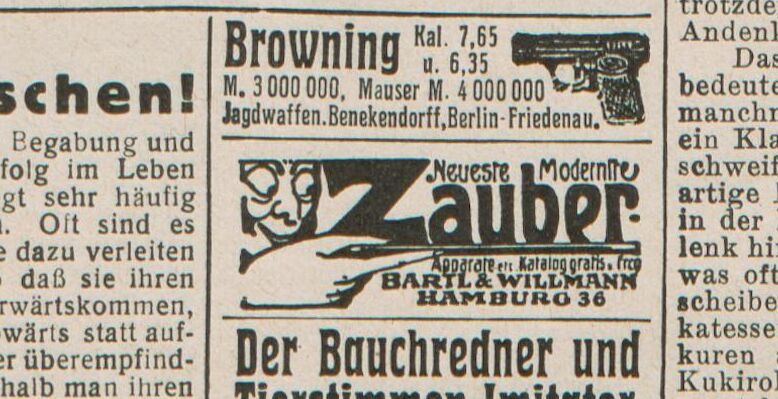 schen!
Begabung und
folg im Leben
gt sehr häufig
Oft sind es
dazu verleiten
daß sie ihren
rwärtskommen,
wärts statt auf-
er überempfind-
halb man ihren
Browning Kal. 7,65
u. 6,35
M. 3 000 000, Mauser M. 4 000 000
Jagdwaffen. Benekendorff, Berlin-Friedenau.
Neueste Modernste
Zauber-
Apparate etc. Katalog gratis u. frco
BARTL & WILLMANN
HAMBURG 36
Der Bauchredner und
Tierstimmen-Imitator
trotzde
Andenk
Das
bedeute
manchm
ein Kla
schweif
artige
in der
lenk hi
was oft
scheibe
katesse
kuren
Kukirol